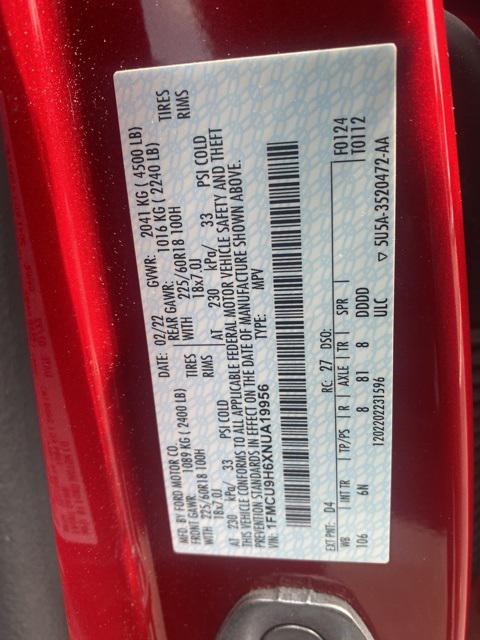 MFD. BY FORD MOTOR CO.
DATE: 02/22 GVWR: 2041 KG ( 4500 LB)
FRONT GAWR: 1089 KG ( 2400 LB) REAR GAWR: 1016 KG ( 2240 LB)
WITH 225/60R18 100H TIRES WITH 225/60R18 100H TIRES
18x7.0J RIMS 18x7.0J RIMS
AT 230 kPa/ 33 PSI COLD AT 230 kPa/ 33 PSI COLD
THIS VEHICLE CONFORMS TO ALL APPLICABLE FEDERAL MOTOR VEHICLE SAFETY AND THEFT
PREVENTION STANDARDS IN EFFECT ON THE DATE OF MANUFACTURE SHOWN ABOVE.
VIN: 1FMCU9H6XNUA19956 TYPE: MPV
F0124
T0112
EXT PNT: D4 RC: 27 DSO:
WB INT TR TP/PS R AXLE TR SPR
106 6N 8 81 8 DDDD
1202202231596 ULC ▽ 5U5A-3520472-AA